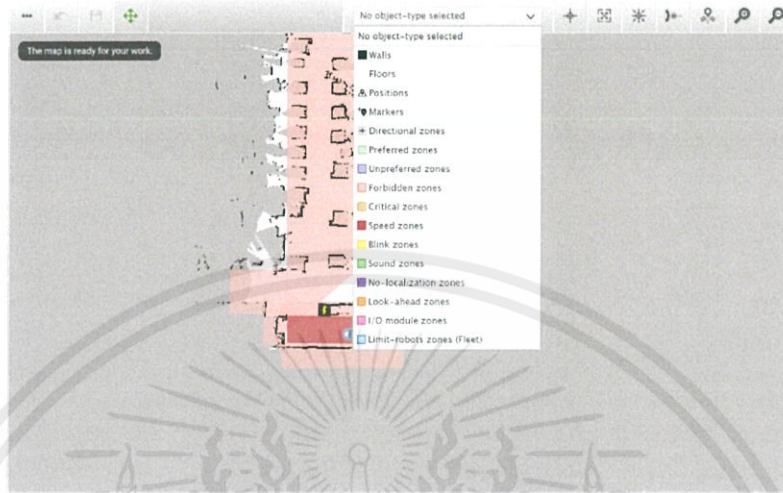 No object-type selected
The map is ready for your work.
No object-type selected
Walls
Floors
Positions
Markers
Directional zones
Preferred zones
Unpreferred zones
Forbidden zones
Critical zones
Speed zones
Blink zones
Sound zones
No-localization zones
Look-ahead zones
I/O module zones
Limit-robots zones (Fleet)